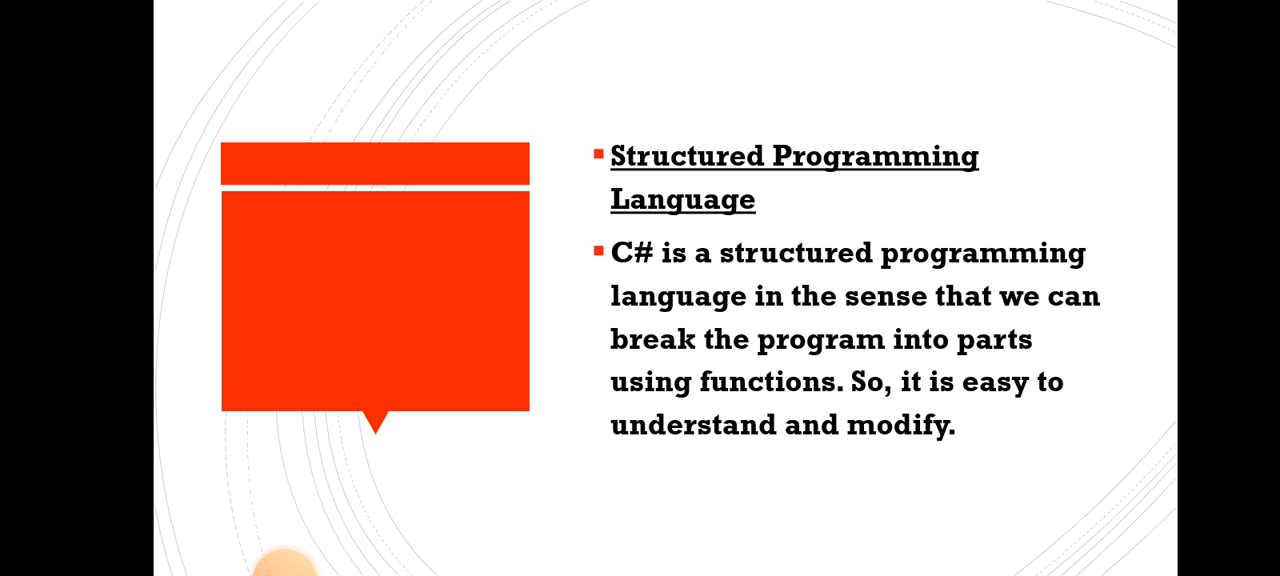 Structured Programming
Language
C# is a structured programming
language in the sense that we can
break the program into parts
using functions. So, it is easy to
understand and modify.